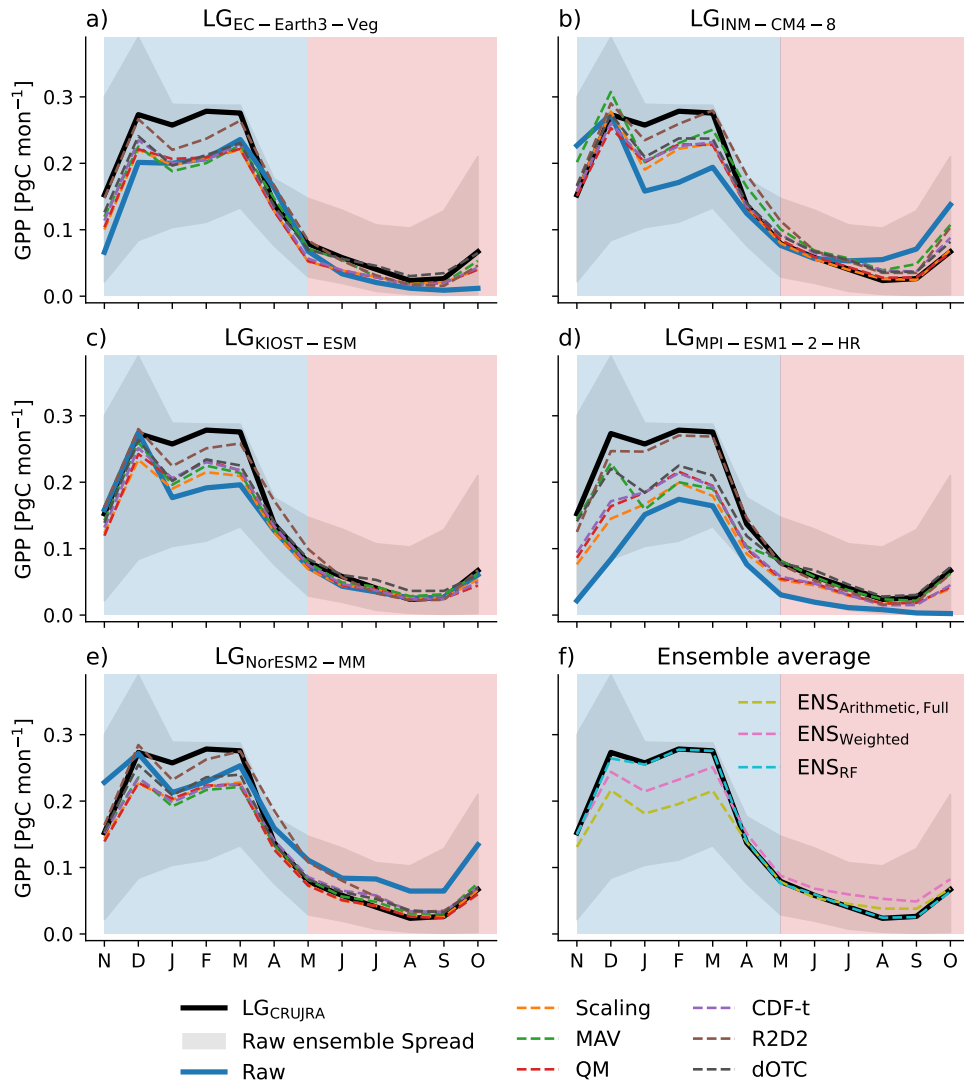 a) LG_EC − Earth3 − Veg
b) LG_INM − CM4 − 8
GPP [PgC mon⁻¹]
0.3
0.2
0.1
0.0
c) LG_KIOST − ESM
d) LG_MPI − ESM1 − 2 − HR
GPP [PgC mon⁻¹]
0.3
0.2
0.1
0.0
e) LG_NorESM2 − MM
f) Ensemble average
GPP [PgC mon⁻¹]
0.3
0.2
0.1
0.0
ENS_Arithmetic, Full
ENS_Weighted
ENS_RF
N D J F M A M J J A S O
N D J F M A M J J A S O
LG_CRUJRA
Raw ensemble Spread
Raw
Scaling
MAV
QM
CDF-t
R2D2
dOTC